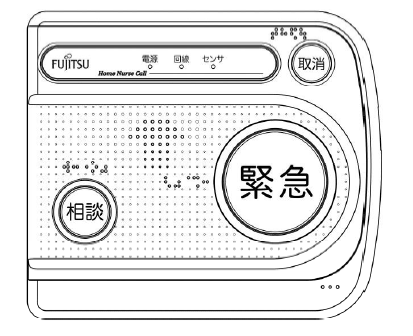 FUJITSU
電源 回線 センサ
Home Nurse Call
取消
緊急
相談